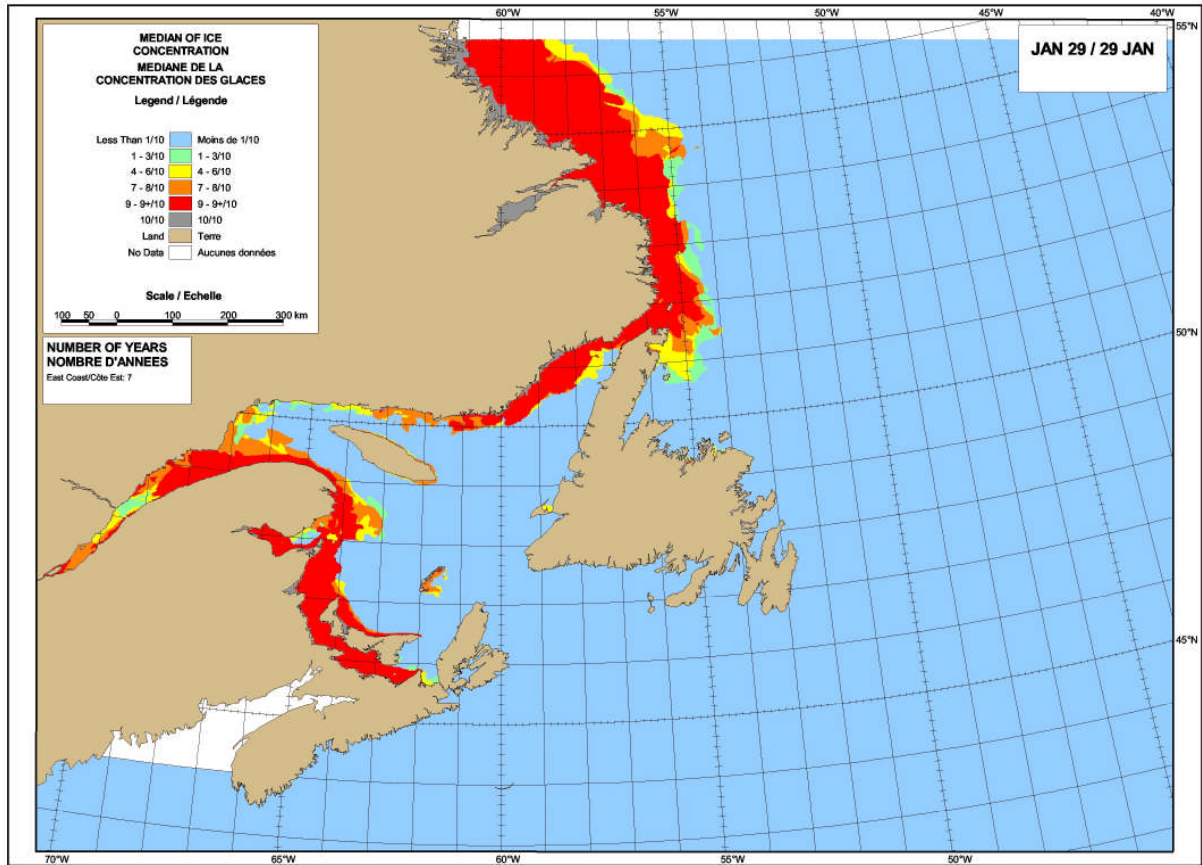 60°W
55°W
50°W
45°W
40°W
55°N
MEDIAN OF ICE
CONCENTRATION
MEDIANE DE LA
CONCENTRATION DES GLACES
Legend / Légende
Less Than 1/10 Moins de 1/10
1 - 3/10 1 - 3/10
4 - 6/10 4 - 6/10
7 - 8/10 7 - 8/10
9 - 9+/10 9 - 9+/10
10/10 10/10
Land Terre
No Data Aucunes données
Scale / Echelle
100 50 0 100 200 300 km
NUMBER OF YEARS
NOMBRE D'ANNEES
East Coast/Côte Est: 7
JAN 29 / 29 JAN
50°N
45°N
70°W
65°W
60°W
55°W
50°W